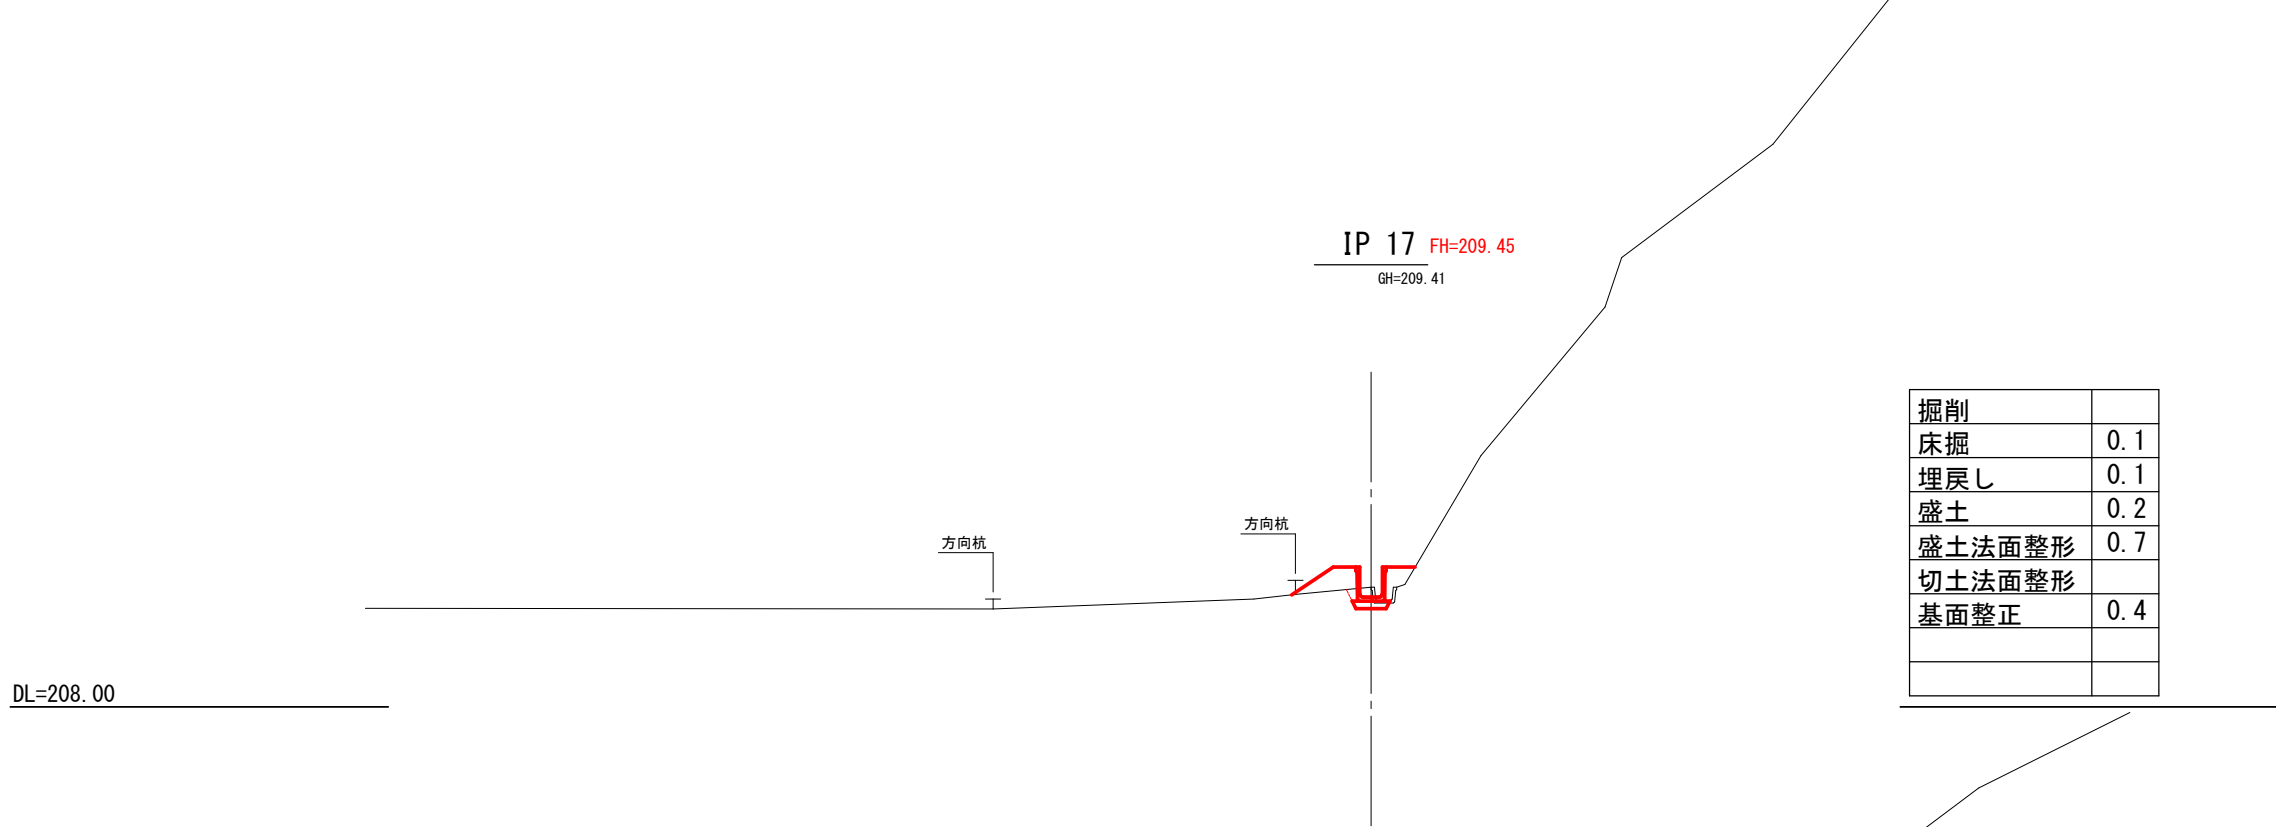 IP 17 FH=209.45
GH=209.41
掘削
床掘 0.1
埋戻し 0.1
盛土 0.2
盛土法面整形 0.7
切土法面整形
基面整正 0.4
方向杭
方向杭
DL=208.00